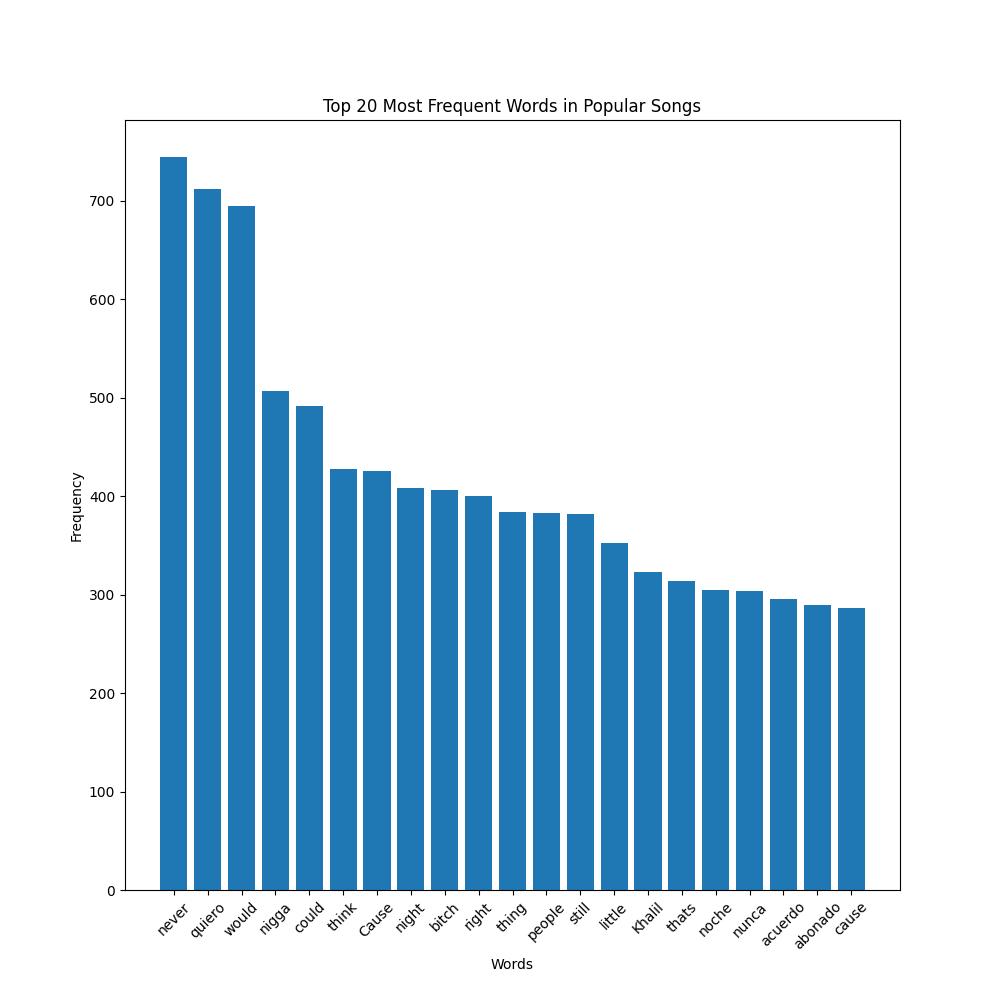 Top 20 Most Frequent Words in Popular Songs
700
600
500
400
300
200
100
0
Frequency
never
quiero
would
nigga
could
think
Cause
night
bitch
right
thing
people
still
little
Khalil
thats
noche
nunca
acuerdo
abonado
cause
Words